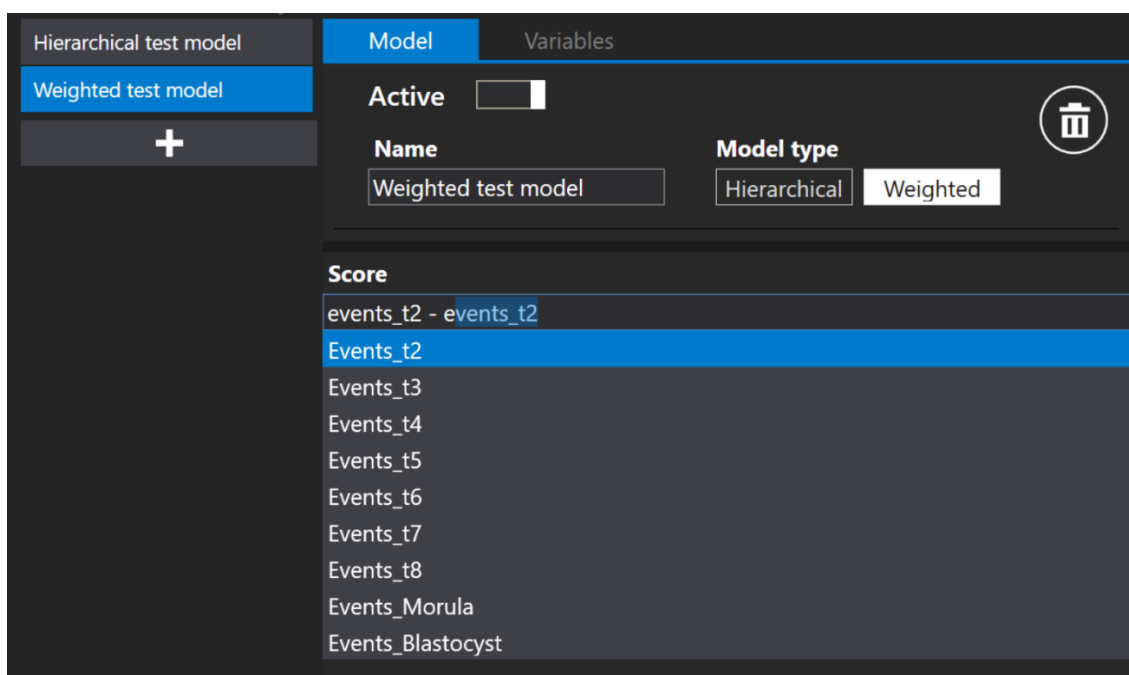 Hierarchical test model
Weighted test model
Model Variables
Active
Name Model type
Weighted test model Hierarchical Weighted
Score
events_t2 - events_t2
Events_t2
Events_t3
Events_t4
Events_t5
Events_t6
Events_t7
Events_t8
Events_Morula
Events_Blastocyst